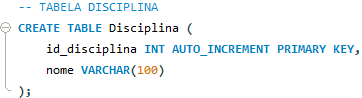 -- TABELA DISCIPLINA
CREATE TABLE Disciplina (
    id_disciplina INT AUTO_INCREMENT PRIMARY KEY,
    nome VARCHAR(100)
);